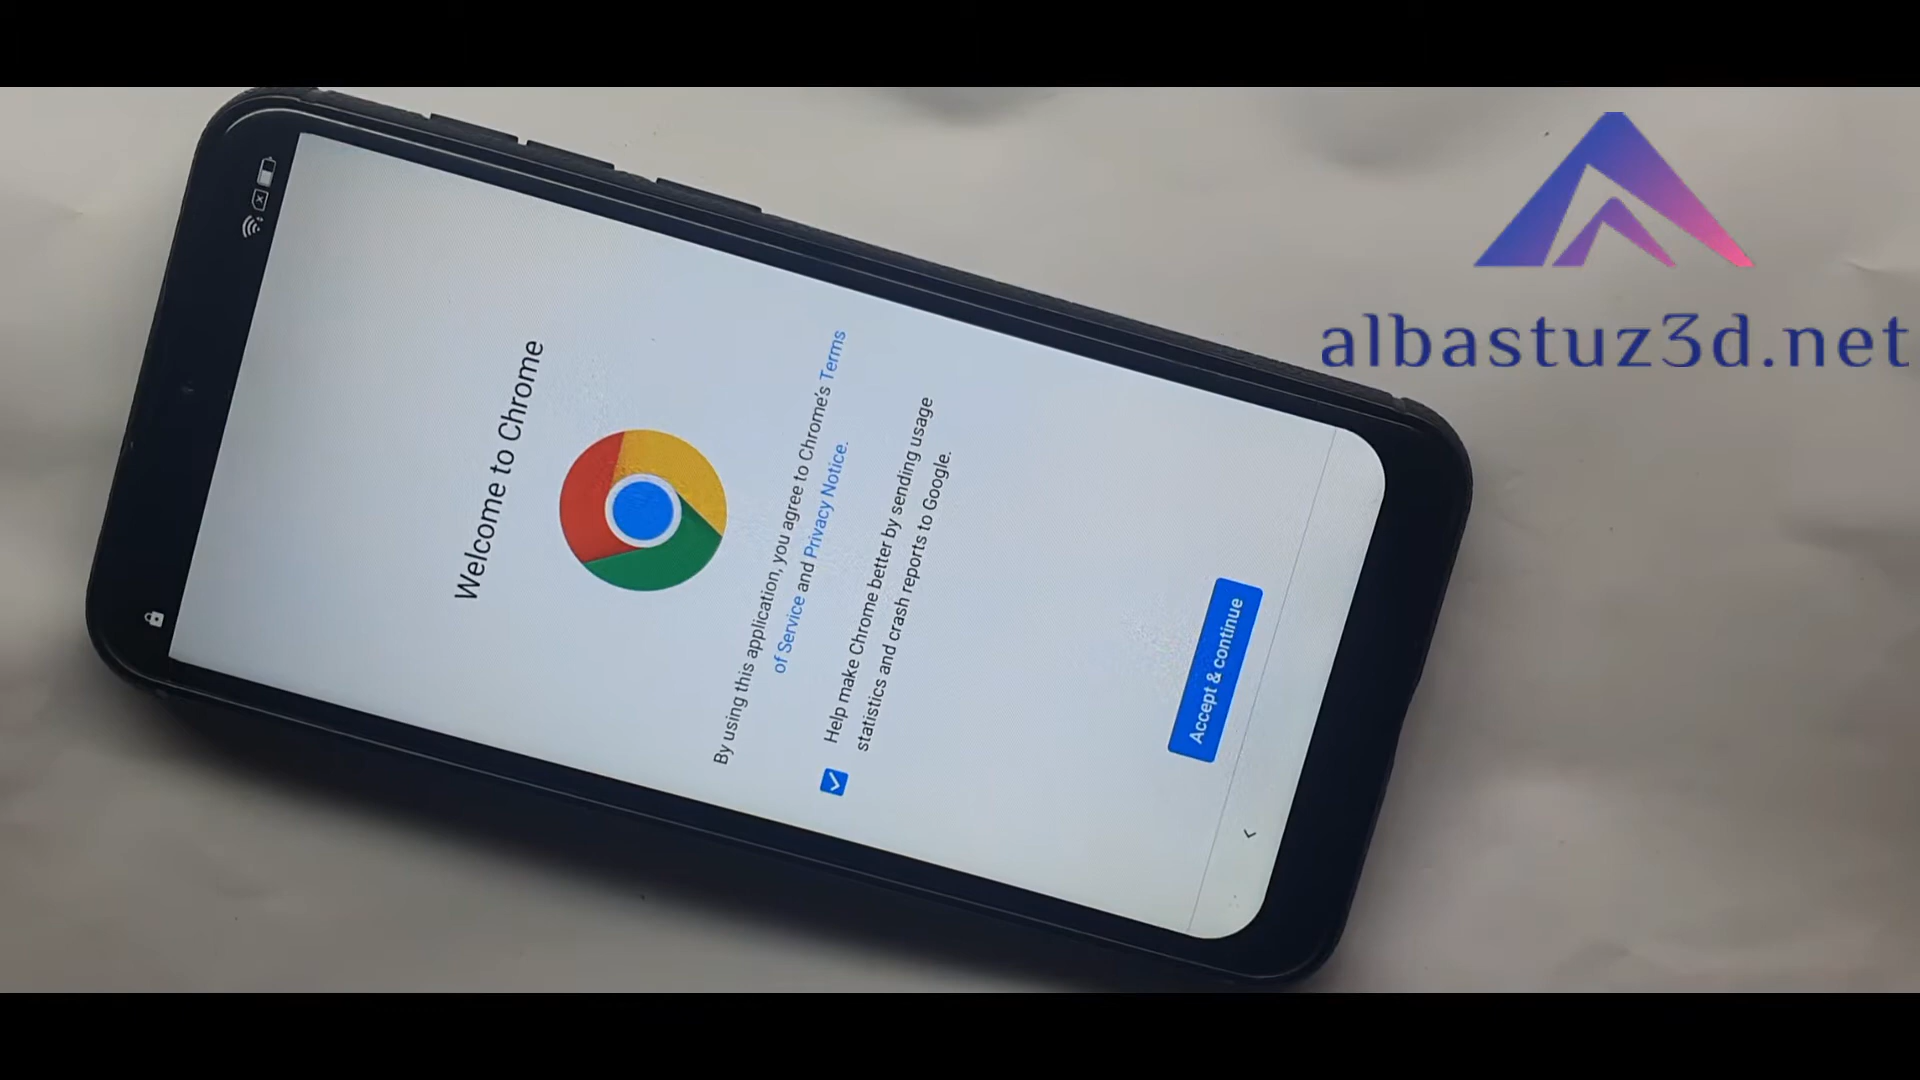 albastuz3d.net
Welcome to Chrome
By using this application, you agree to Chrome's Terms
of Service and Privacy Notice.
Help make Chrome better by sending usage
statistics and crash reports to Google.
Accept & continue